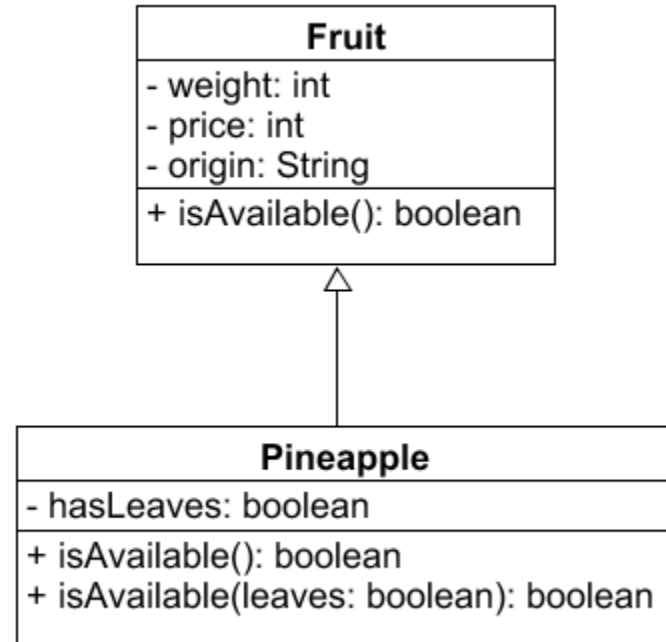 Fruit
- weight: int
- price: int
- origin: String
+ isAvailable(): boolean
Pineapple
- hasLeaves: boolean
+ isAvailable(): boolean
+ isAvailable(leaves: boolean): boolean